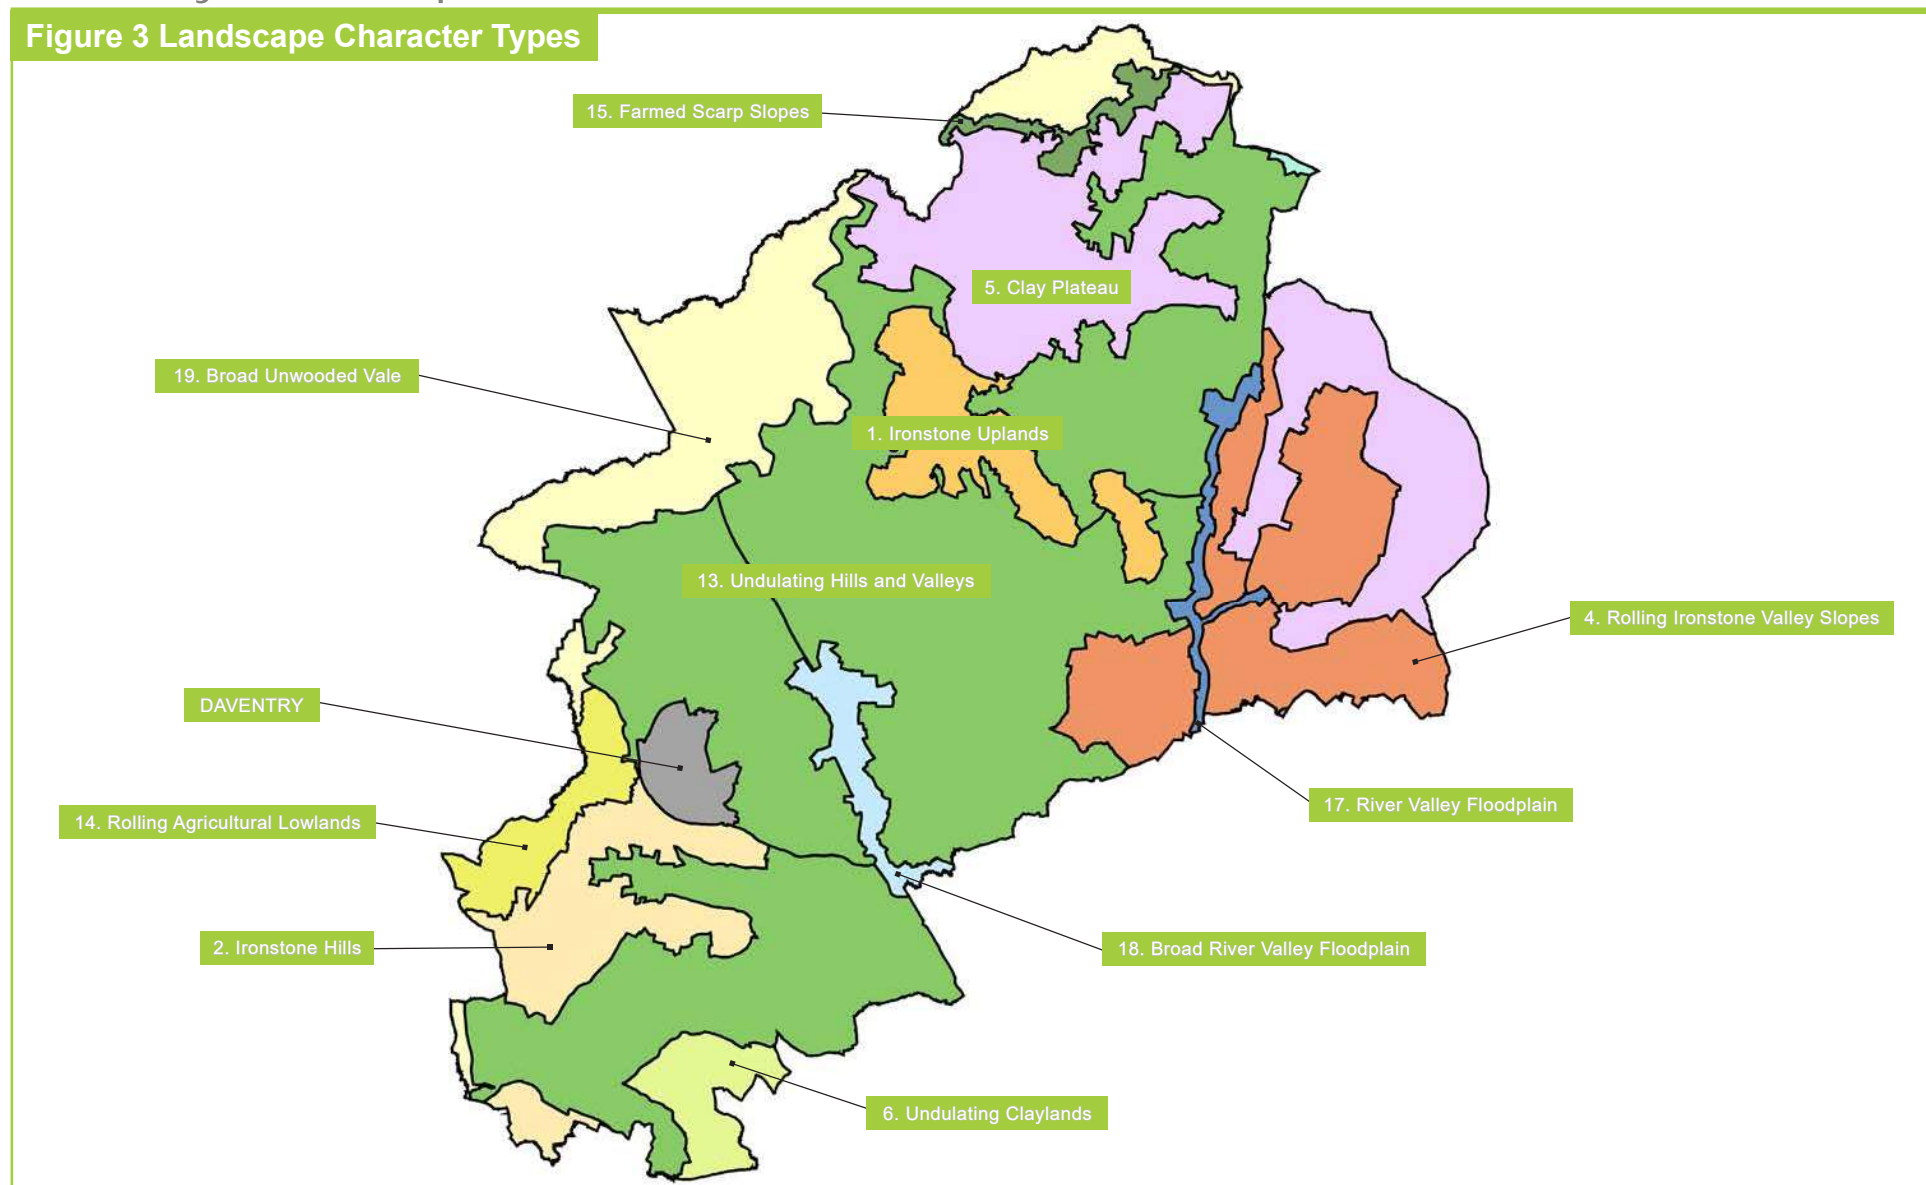 Figure 3 Landscape Character Types
15. Farmed Scarp Slopes
5. Clay Plateau
19. Broad Unwooded Vale
1. Ironstone Uplands
13. Undulating Hills and Valleys
4. Rolling Ironstone Valley Slopes
DAVENTRY
17. River Valley Floodplain
14. Rolling Agricultural Lowlands
2. Ironstone Hills
18. Broad River Valley Floodplain
6. Undulating Claylands